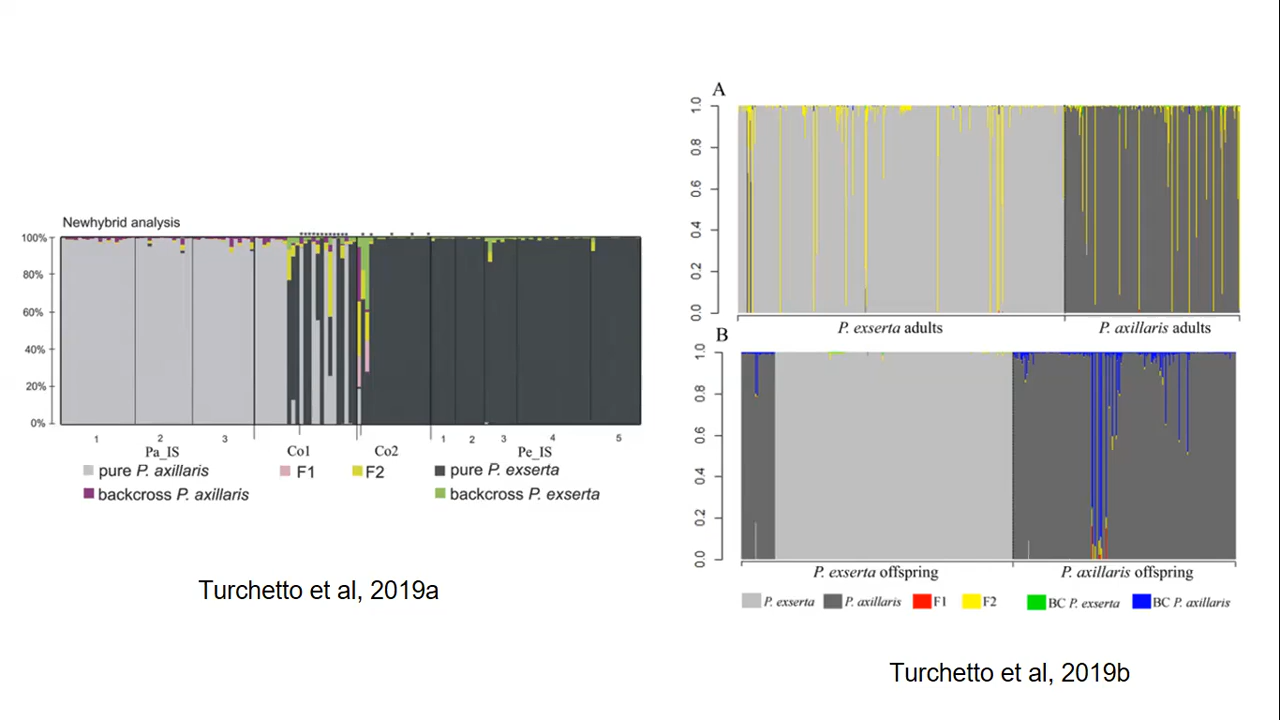 Newhybrid analysis
100%
80%
60%
40%
20%
0%
1 2 3 1 2 3 4 5
Pa_IS Co1 Co2 Pe_IS
pure P. axillaris F1 F2 pure P. exserta
backcross P. axillaris backcross P. exserta
Turchetto et al, 2019a
A
1.0
0.8
0.6
0.4
0.2
0.0
P. exserta adults P. axillaris adults
B
1.0
0.8
0.6
0.4
0.2
0.0
P. exserta offspring P. axillaris offspring
P. exserta P. axillaris F1 F2 BC P. exserta BC P. axillaris
Turchetto et al, 2019b